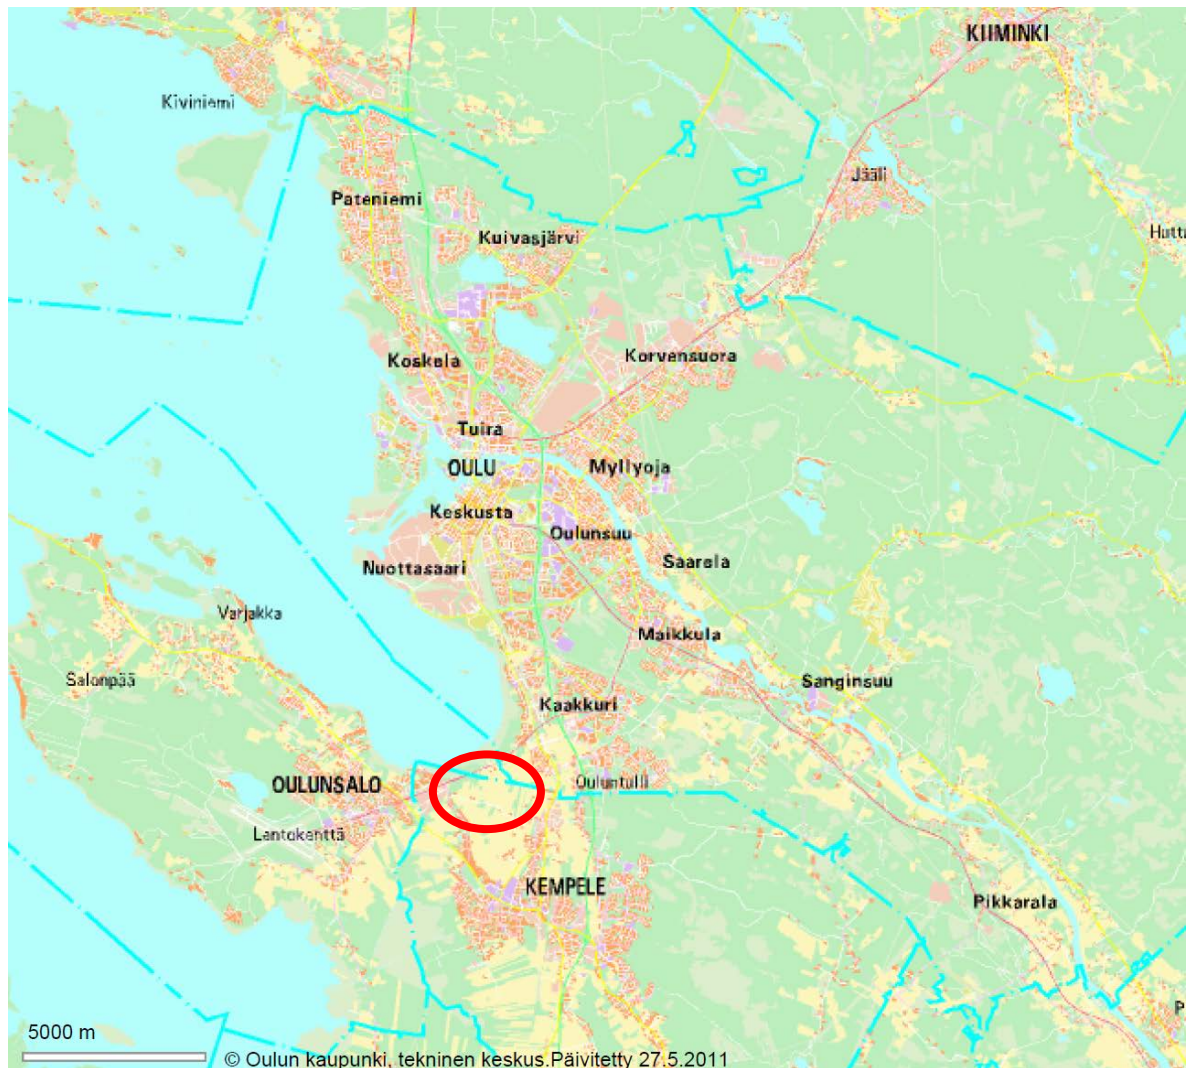 KIIMINKI
Kiviniemi
Jääli
Pateniemi
Kuivasjärvi
Huttu
Koskela
Korvensuora
Tuira
OULU
Myllyoja
Keskusta
Oulunsuu
Nuottasaari
Saarela
Varjakka
Maikkula
Salonpää
Sanginsuu
Kaakkuri
OULUNSALO
Ouluntulli
Lentokenttä
KEMPELE
Pikkarala
P
5000 m
© Oulun kaupunki, tekninen keskus.Päivitetty 27.5.2011